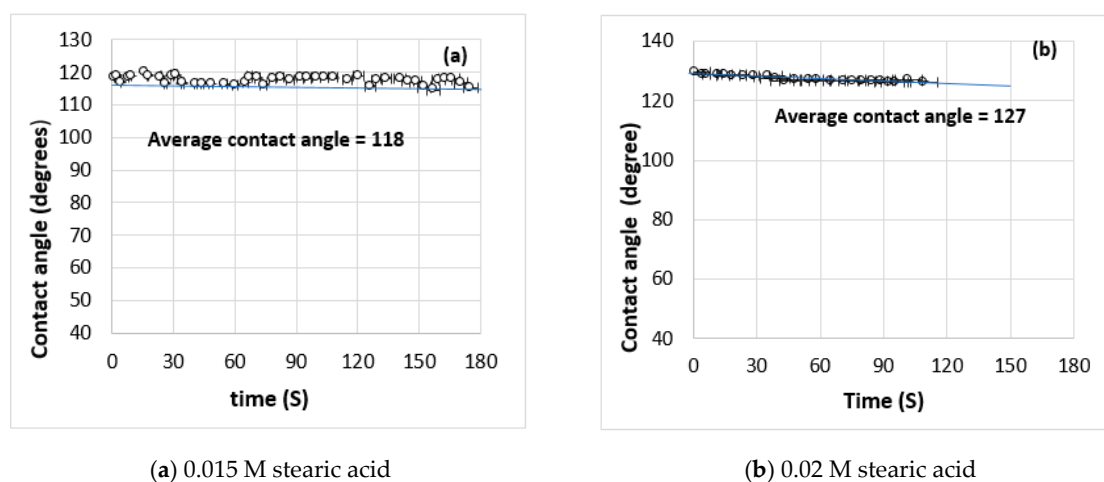 (a)
130
120
110
100
90
80
70
60
50
40
Contact angle (degrees)
Average contact angle = 118
0 30 60 90 120 150 180
time (S)
(a) 0.015 M stearic acid
(b)
140
120
100
80
60
40
Contact angle (degree)
Average contact angle = 127
0 30 60 90 120 150 180
Time (S)
(b) 0.02 M stearic acid